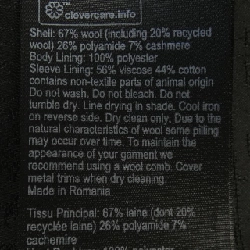 clevercare.info
Shell: 67% wool (including 20% recycled
wool) 26% polyamide 7% cashmere
Body Lining: 100% polyester
Sleeve Lining: 56% viscose 44% cotton
contains non-textile parts of animal origin
Do not wash. Do not bleach. Do not
tumble dry. Line drying in shade. Cool iron
on reverse side. Dry clean only. Due to the
natural characteristics of wool some pilling
may occur over time. To maintain the
appearance of your garment we
recommend using a wool comb. Cover
metal trims when dry cleaning.
Made in Romania
Tissu Principal: 67% laine (dont 20%
recyclée laine) 26% polyamide 7%
cachemire
100% polyester